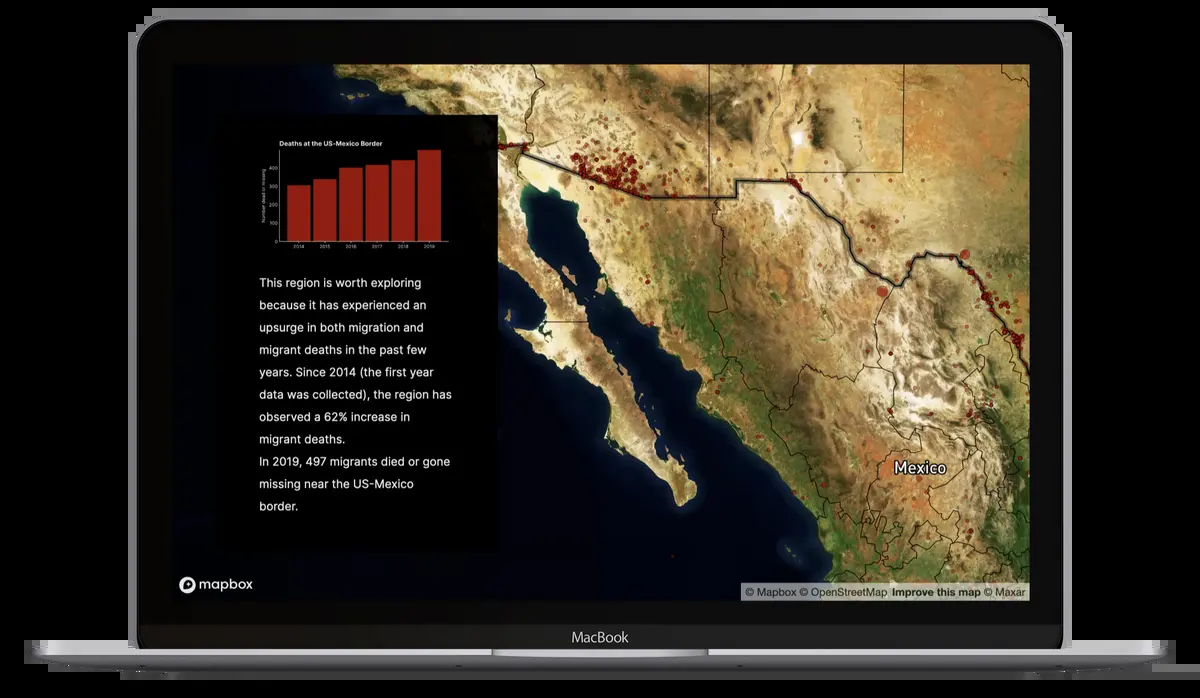 Deaths at the US-Mexico Border
Number dead or missing
400
300
200
100
0
2014 2015 2016 2017 2018 2019
This region is worth exploring
because it has experienced an
upsurge in both migration and
migrant deaths in the past few
years. Since 2014 (the first year
data was collected), the region has
observed a 62% increase in
migrant deaths.
In 2019, 497 migrants died or gone
missing near the US-Mexico
border.
Mexico
mapbox
© Mapbox © OpenStreetMap Improve this map © Maxar
MacBook